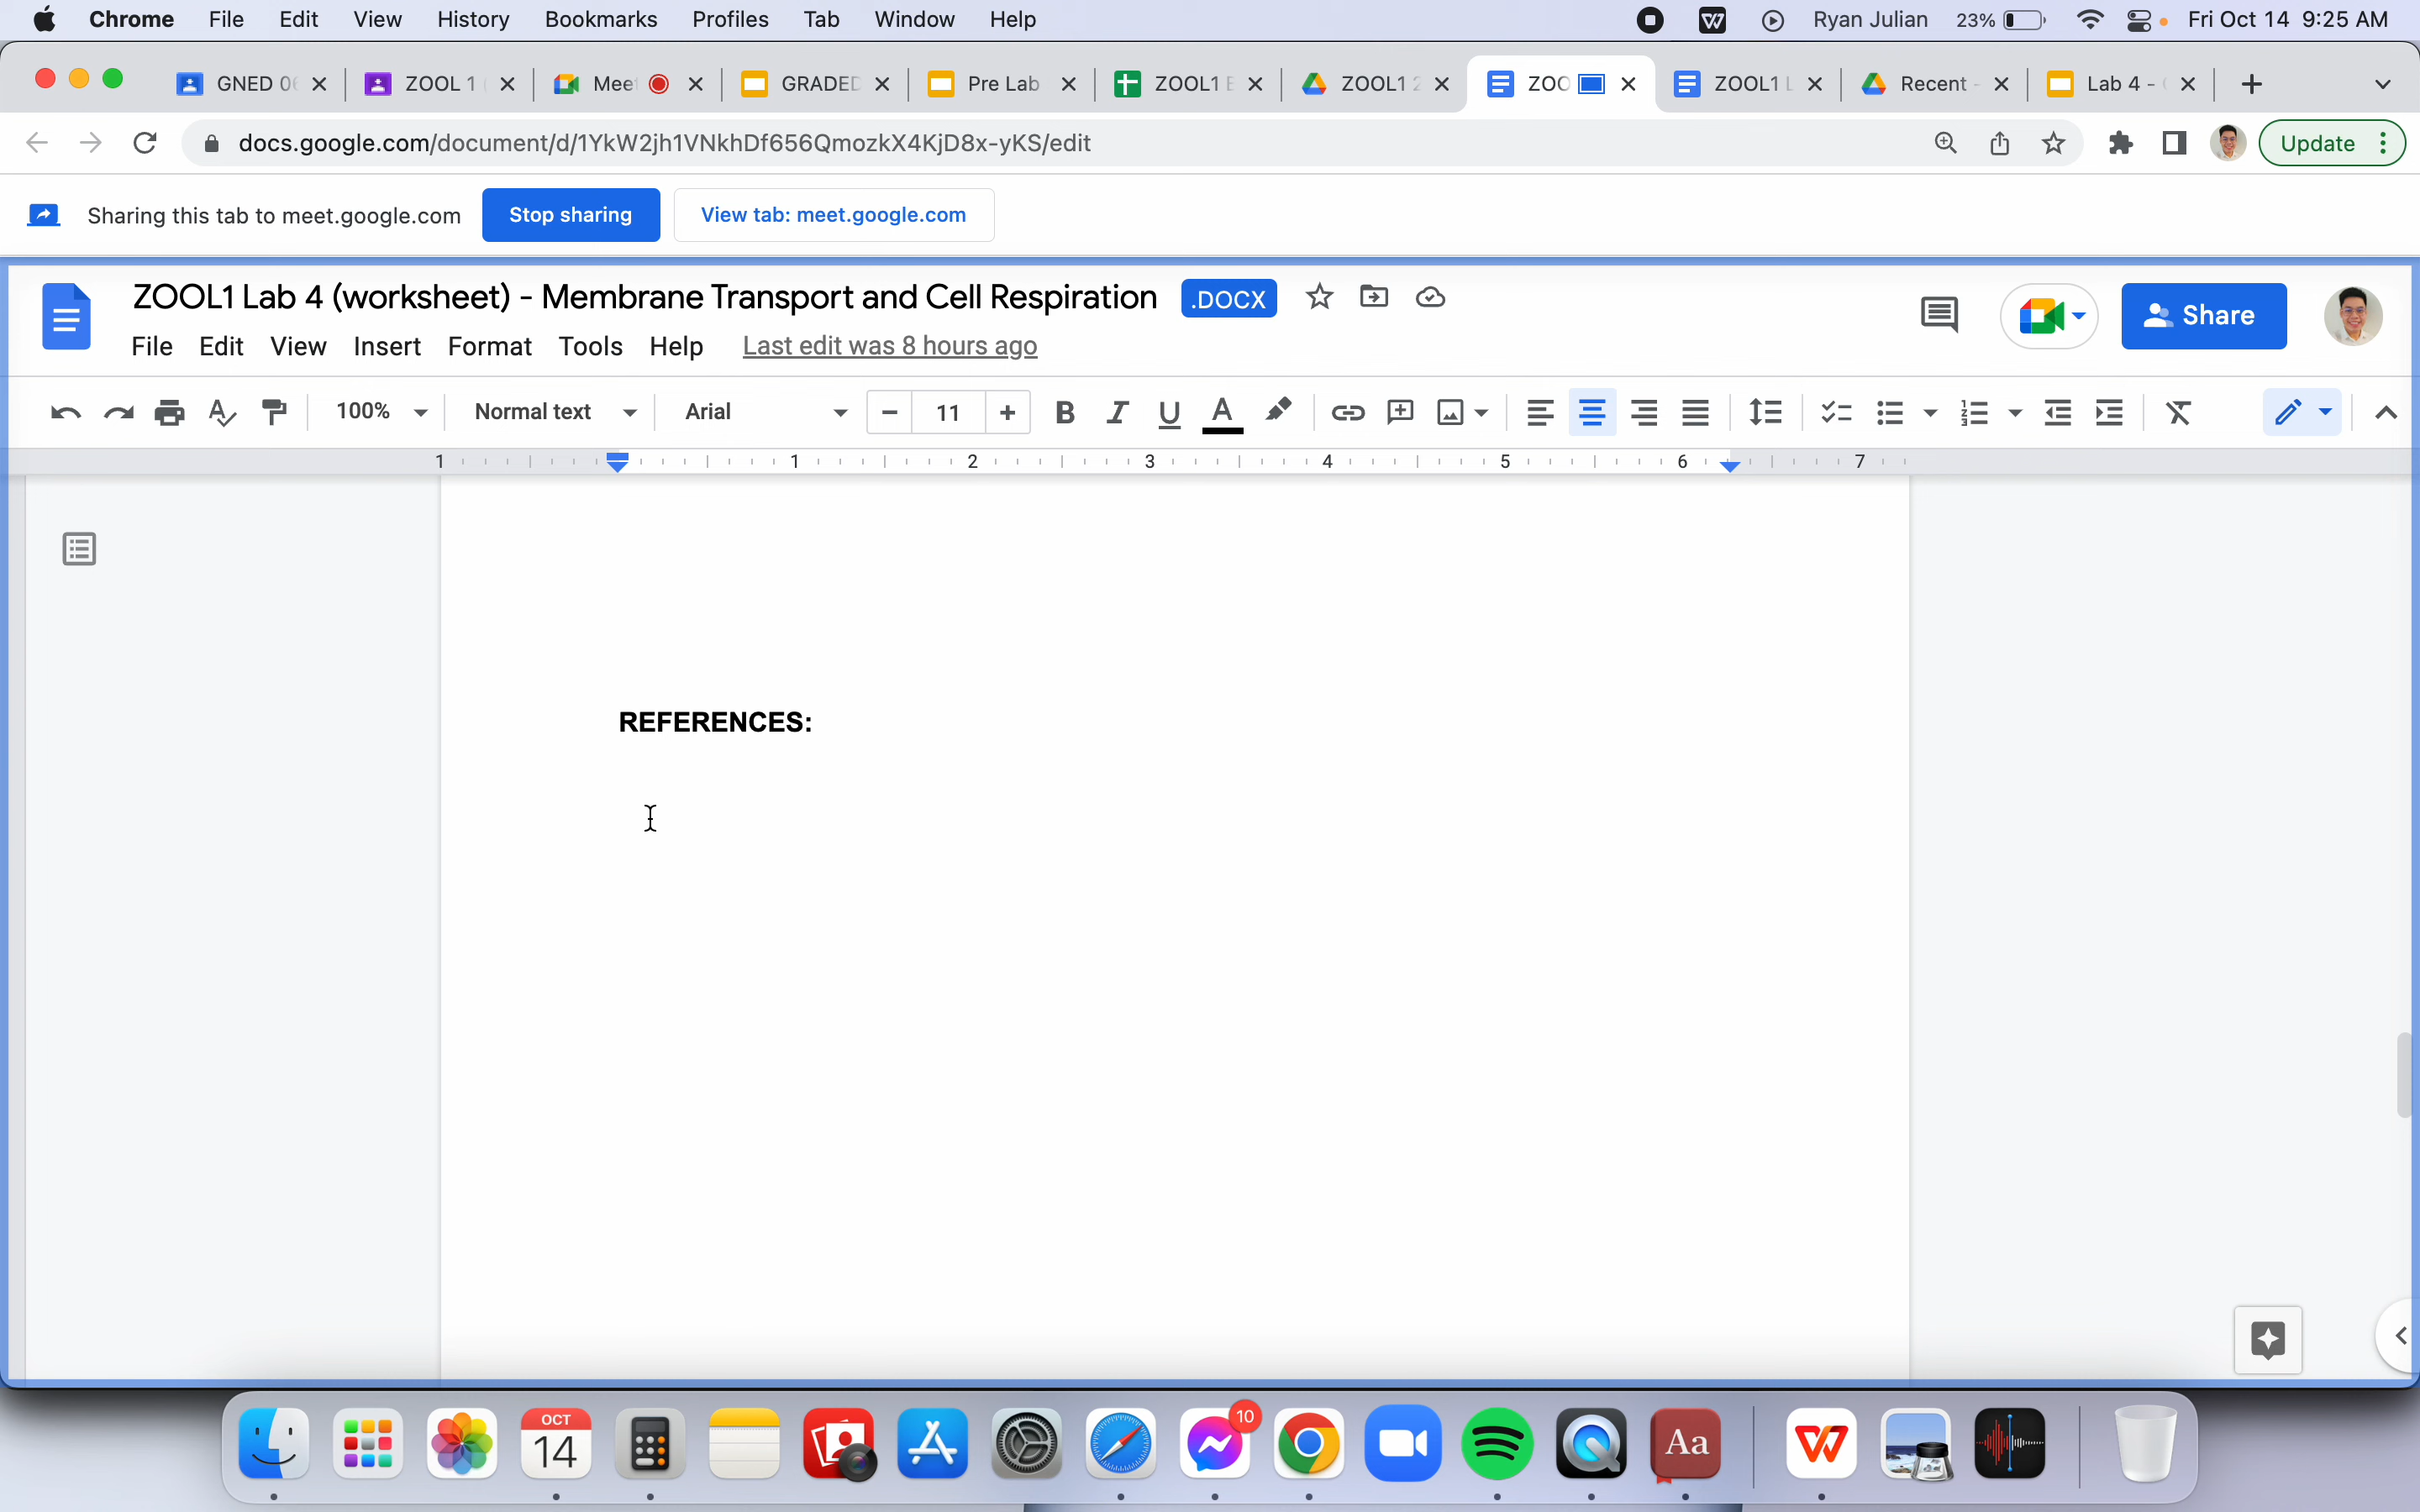 Chrome File Edit View History Bookmarks Profiles Tab Window Help Ryan Julian 23% Fri Oct 14 9:25 AM
GNED 0 ZOOL 1 Meet GRADED Pre Lab ZOOL1 E ZOOL1 2 ZOO ZOOL1 L Recent - Lab 4 -
docs.google.com/document/d/1YkW2jh1VNkhDf656QmozkX4KjD8x-yKS/edit Update
Sharing this tab to meet.google.com Stop sharing View tab: meet.google.com
ZOOL1 Lab 4 (worksheet) - Membrane Transport and Cell Respiration .DOCX
Share
File Edit View Insert Format Tools Help Last edit was 8 hours ago
100% Normal text Arial - 11 + B I U A
1 1 2 3 4 5 6 7
REFERENCES:
OCT
14
10
Aa